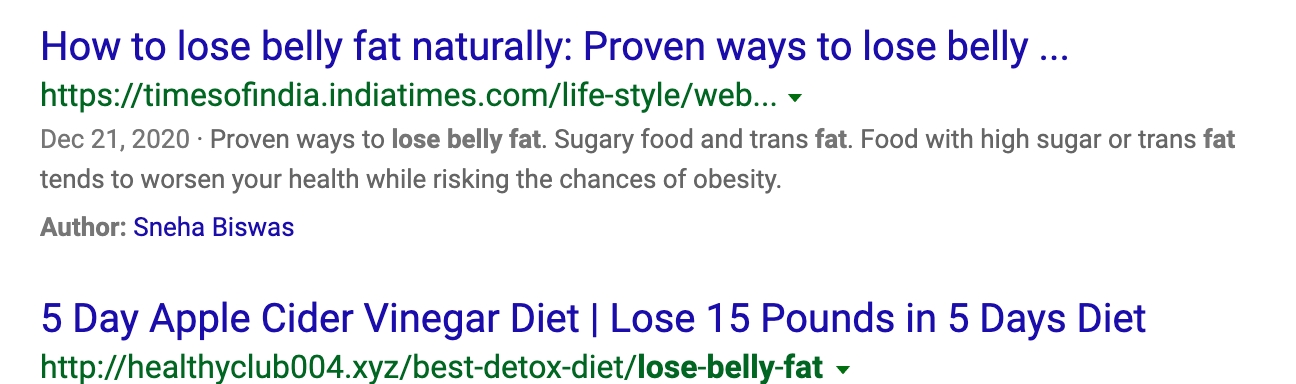 How to lose belly fat naturally: Proven ways to lose belly ...
https://timesofindia.indiatimes.com/life-style/web...
Dec 21, 2020 · Proven ways to lose belly fat. Sugary food and trans fat. Food with high sugar or trans fat
tends to worsen your health while risking the chances of obesity.
Author: Sneha Biswas
5 Day Apple Cider Vinegar Diet | Lose 15 Pounds in 5 Days Diet
http://healthyclub004.xyz/best-detox-diet/lose-belly-fat